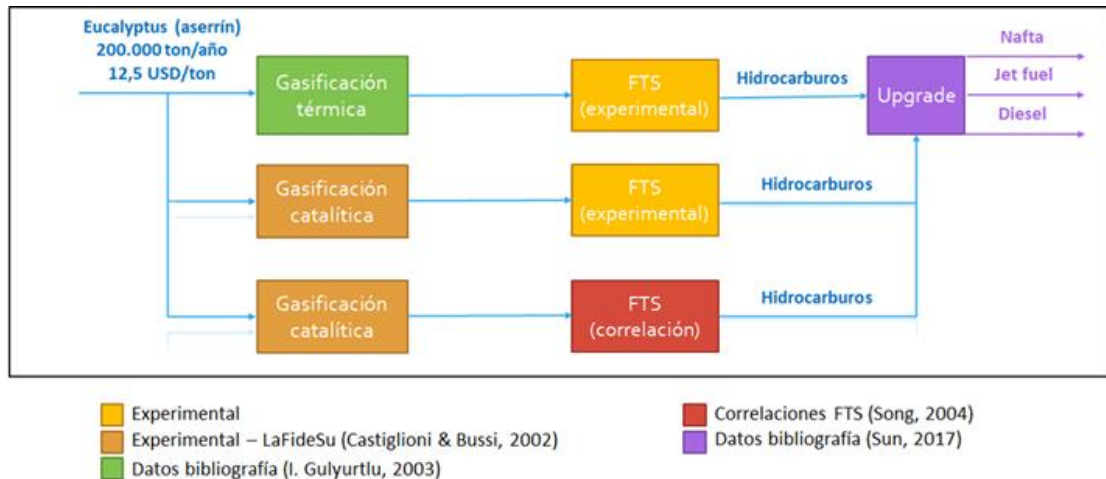 Eucalyptus (aserrín)
200.000 ton/año
12,5 USD/ton
Gasificación
térmica
FTS
(experimental)
Hidrocarburos
Upgrade
Nafta
Jet fuel
Diesel
Gasificación
catalítica
FTS
(experimental)
Hidrocarburos
Gasificación
catalítica
FTS
(correlación)
Hidrocarburos
Experimental
Experimental – LaFideSu (Castiglioni & Bussi, 2002)
Datos bibliografía (I. Gulyurtlu, 2003)
Correlaciones FTS (Song, 2004)
Datos bibliografía (Sun, 2017)